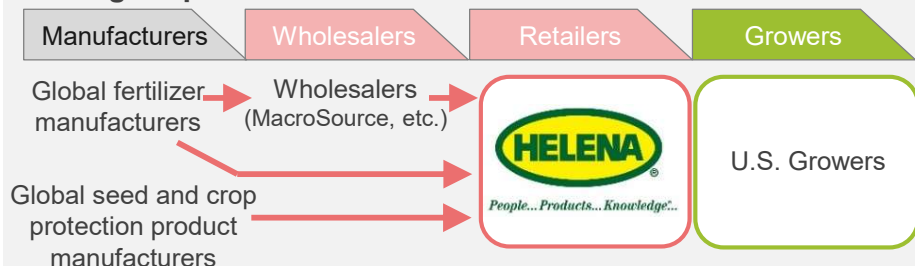 Manufacturers Wholesalers Retailers Growers
Global fertilizer
manufacturers
Wholesalers
(MacroSource, etc.)
HELENA
®
People... Products... Knowledge℠...
U.S. Growers
Global seed and crop
protection product
manufacturers